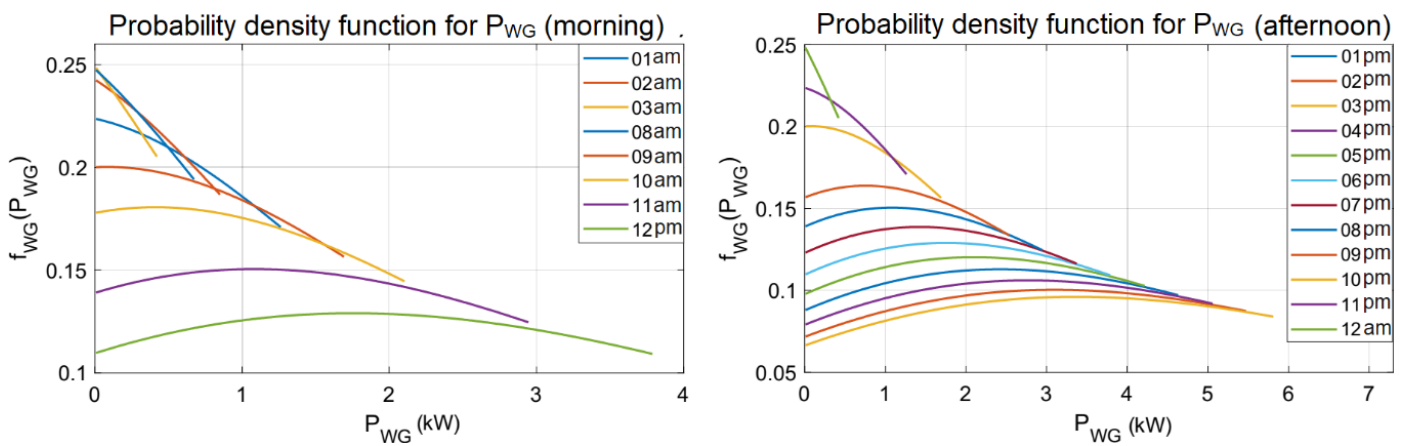 Probability density function for PWG (morning)
0.25
0.2
0.15
0.1
fWG(PWG)
0
1
2
3
4
PWG (kW)
01am
02am
03am
08am
09am
10am
11am
12pm
Probability density function for PWG (afternoon)
0.25
0.2
0.15
0.1
0.05
fWG(PWG)
0
1
2
3
4
5
6
7
PWG (kW)
01pm
02pm
03pm
04pm
05pm
06pm
07pm
08pm
09pm
10pm
11pm
12am